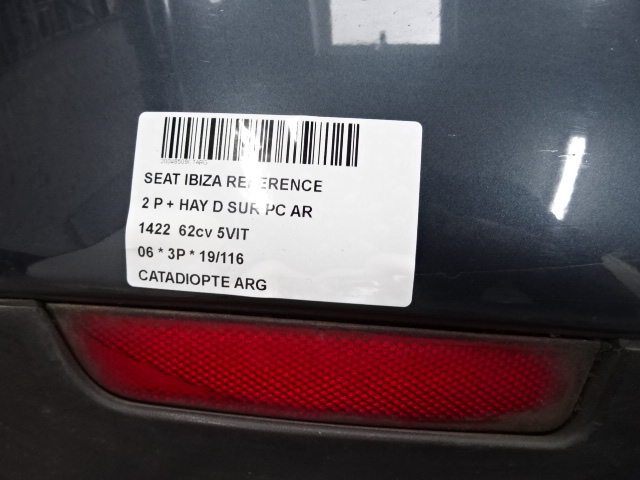 SEAT IBIZA REFERENCE
2 P + HAY D SUR PC AR
1422 62cv 5VIT
06 * 3P * 19/116
CATADIOPTE ARG